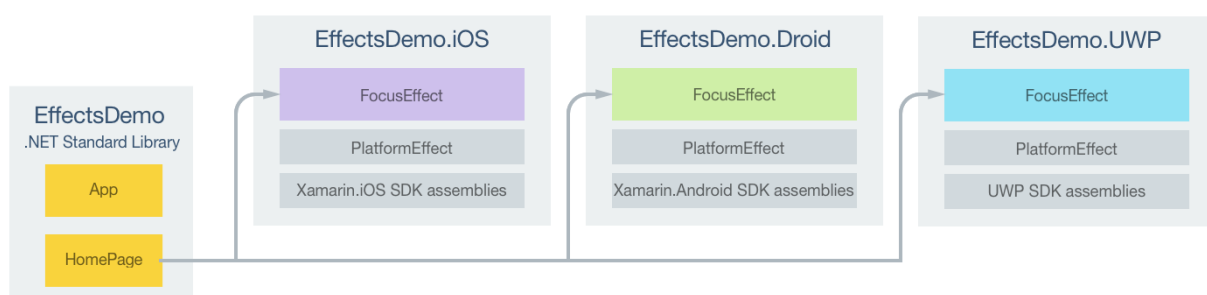 EffectsDemo
.NET Standard Library
App
HomePage
EffectsDemo.iOS
FocusEffect
PlatformEffect
Xamarin.iOS SDK assemblies
EffectsDemo.Droid
FocusEffect
PlatformEffect
Xamarin.Android SDK assemblies
EffectsDemo.UWP
FocusEffect
PlatformEffect
UWP SDK assemblies